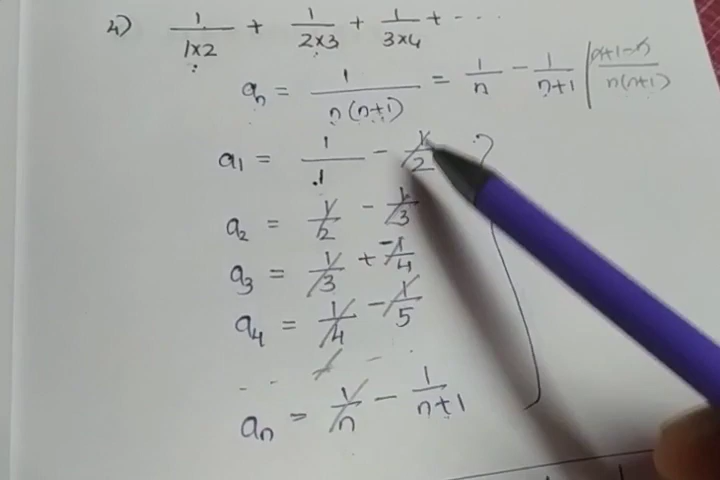 4) 1/(1×2) + 1/(2×3) + 1/(3×4) + - - -
aₙ = 1/(n(n+1)) = 1/n - 1/(n+1) | (n+1-n)/(n(n+1))
a₁ = 1/1 - 1/2
a₂ = 1/2 - 1/3
a₃ = 1/3 + -1/4
a₄ = 1/4 - 1/5
aₙ = 1/n - 1/(n+1)